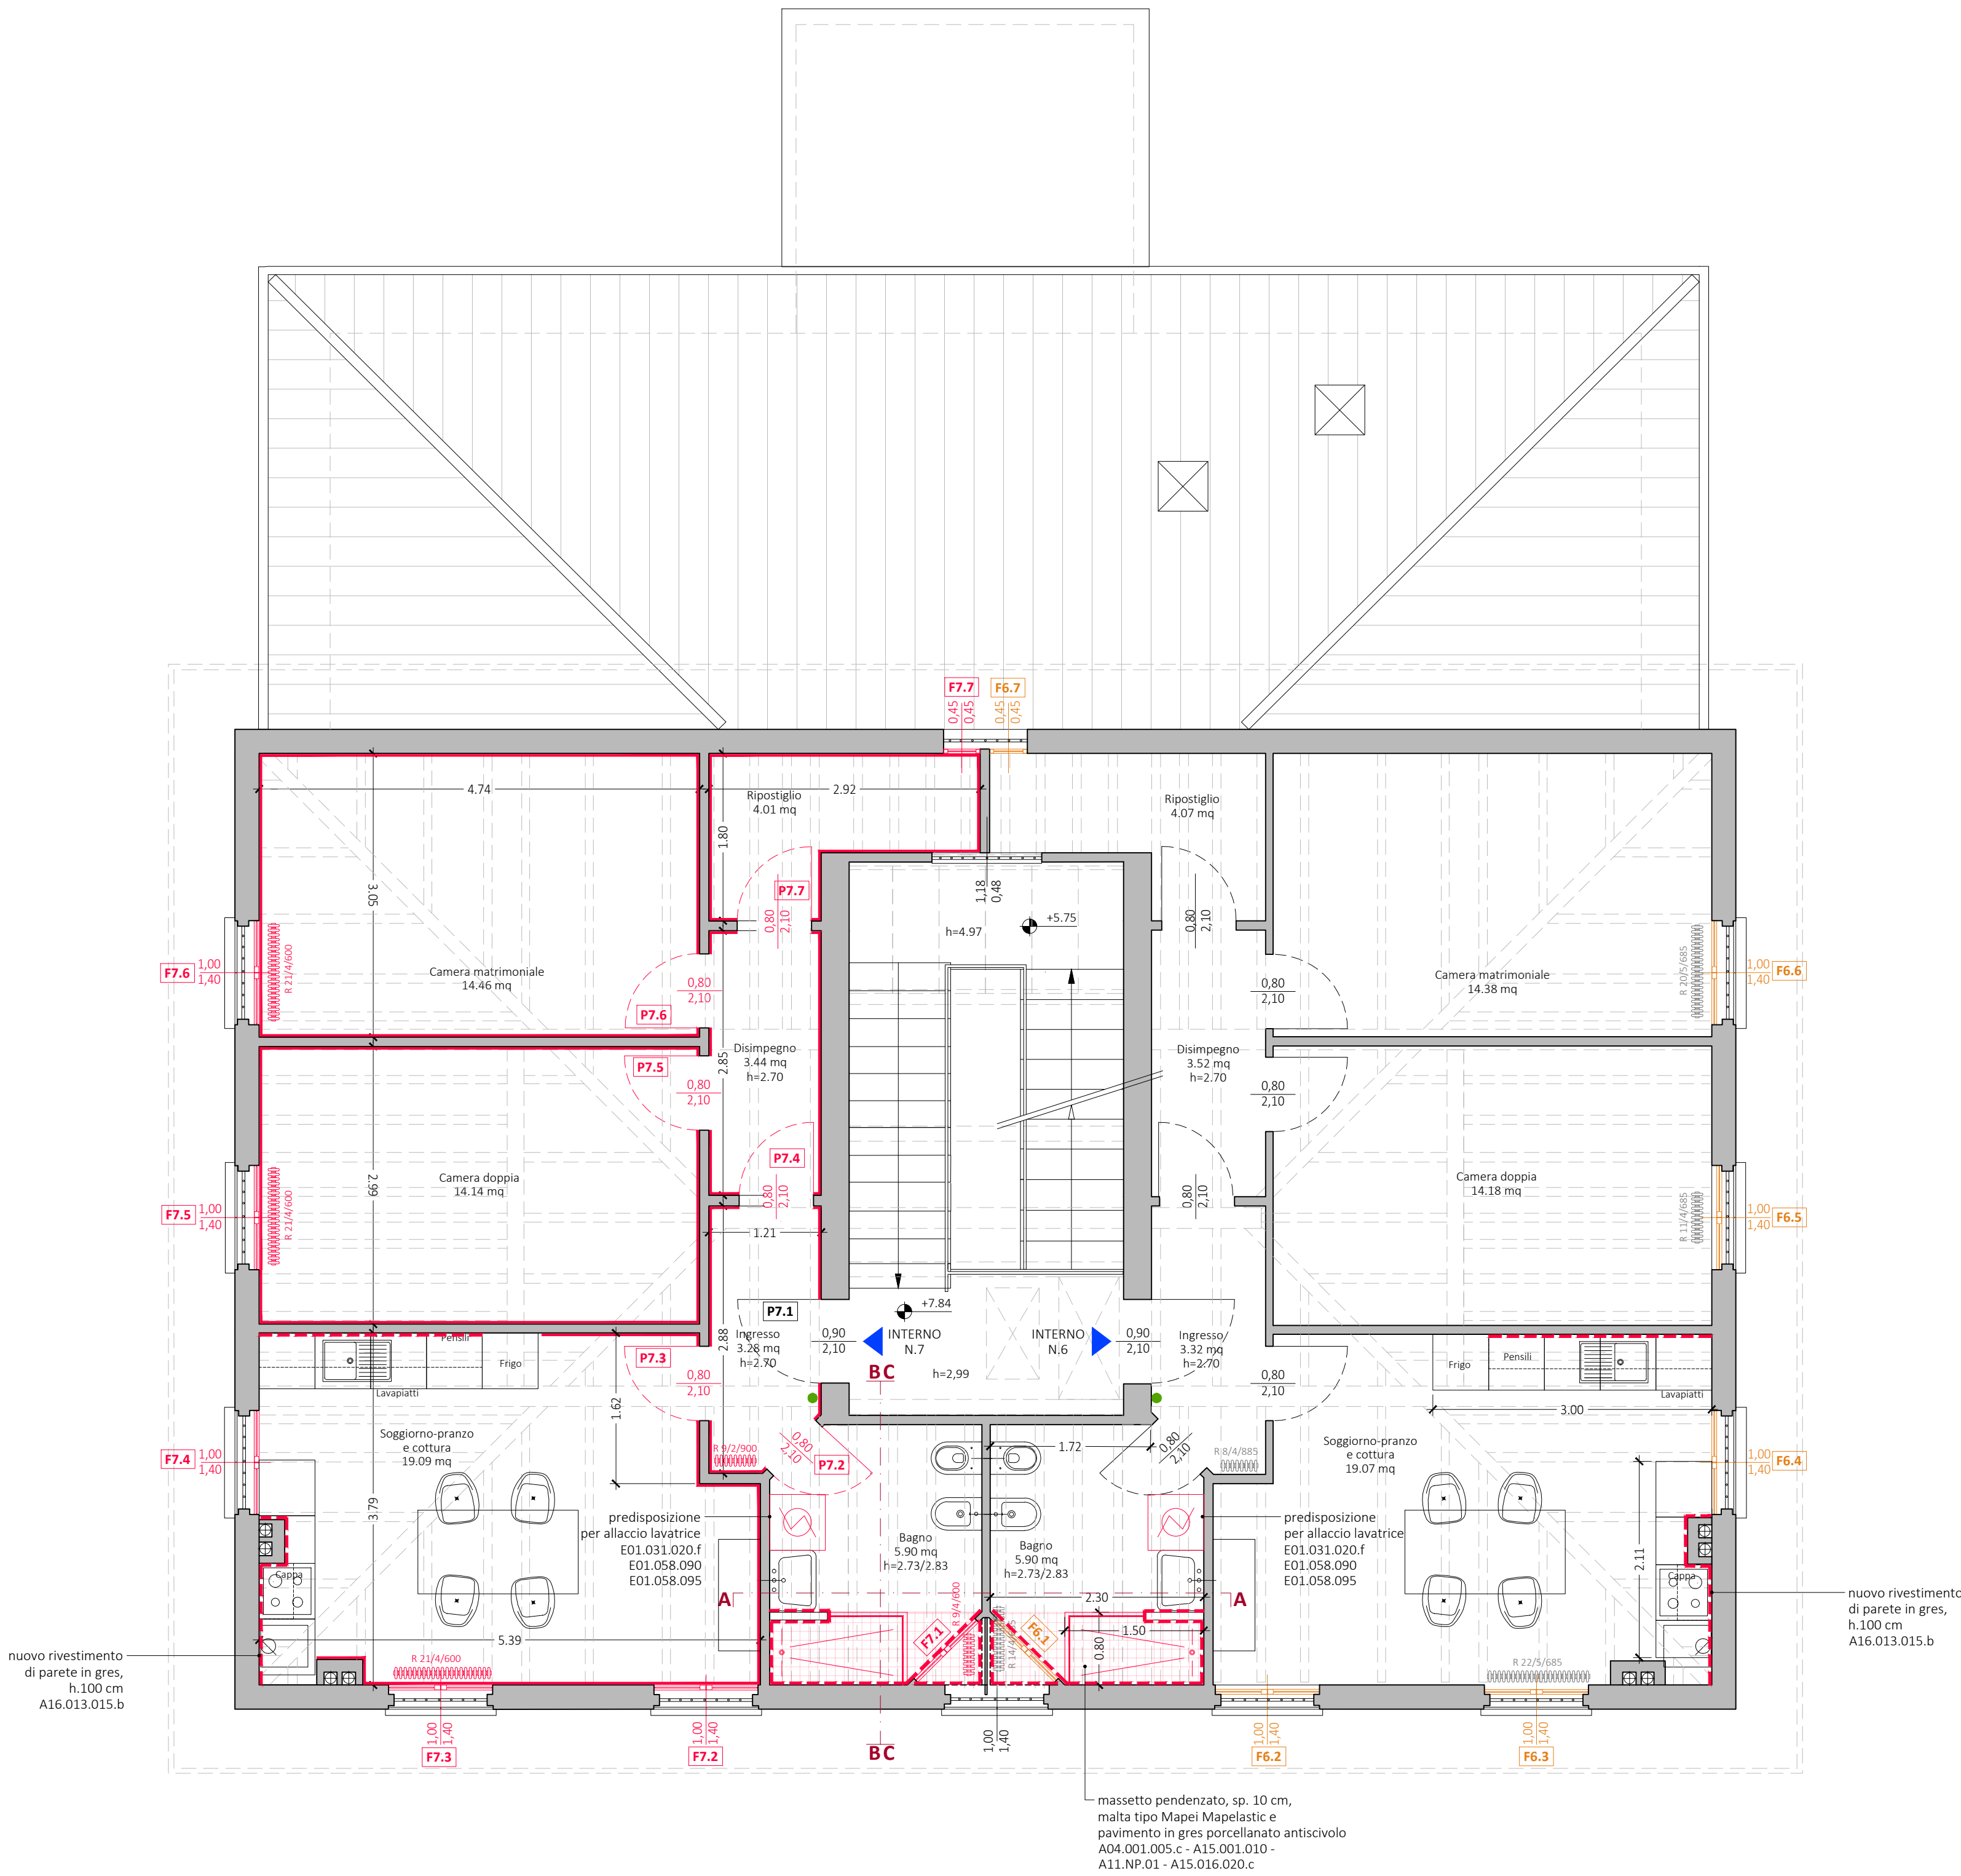 F7.7
F6.7
0,45
0,45
0,45
0,45
4.74
2.92
Ripostiglio
4.01 mq
Ripostiglio
4.07 mq
1.80
3.05
P7.7
0,80
2,10
1,18
0,48
+5.75
h=4.97
0,80
2,10
F7.6
1,00
1,40
R 21/4/600
Camera matrimoniale
14.46 mq
0,80
2,10
P7.6
0,80
2,10
Camera matrimoniale
14.38 mq
R 20/5/685
1,00
1,40
F6.6
P7.5
0,80
2,10
Disimpegno
3.44 mq
h=2.70
2.85
Disimpegno
3.52 mq
h=2.70
0,80
2,10
F7.5
1,00
1,40
R 21/4/600
2.99
Camera doppia
14.14 mq
P7.4
0,80
2,10
1.21
0,80
2,10
Camera doppia
14.18 mq
R 11/4/685
1,00
1,40
F6.5
P7.1
+7.84
Ingresso
3.28 mq
h=2.70
2.88
0,90
2,10
INTERNO
N.7
INTERNO
N.6
0,90
2,10
Ingresso
3.32 mq
h=2.70
h=2,99
B C
Pensili
Frigo
Lavapiatti
P7.3
0,80
2,10
0,80
2,10
Frigo
Pensili
Lavapiatti
3.00
1.62
F7.4
1,00
1,40
Soggiorno-pranzo
e cottura
19.09 mq
R 9/2/900
0,80
2,10
P7.2
1.72
0,80
2,10
R 8/4/885
Soggiorno-pranzo
e cottura
19.07 mq
1,00
1,40
F6.4
3.79
predisposizione
per allaccio lavatrice
E01.031.020.f
E01.058.090
E01.058.095
Bagno
5.90 mq
h=2.73/2.83
Bagno
5.90 mq
h=2.73/2.83
predisposizione
per allaccio lavatrice
E01.031.020.f
E01.058.090
E01.058.095
2.11
Cappa
Cappa
A
A
2.30
R 9/4/600
F7.1
F6.1
1.50
0.80
5.39
R 21/4/600
R 22/5/685
nuovo rivestimento
di parete in gres,
h.100 cm
A16.013.015.b
nuovo rivestimento
di parete in gres,
h.100 cm
A16.013.015.b
1,00
1,40
F7.3
1,00
1,40
F7.2
B C
1,00
1,40
1,00
1,40
F6.2
1,00
1,40
F6.3
massetto pendenzato, sp. 10 cm,
malta tipo Mapei Mapelastic e
pavimento in gres porcellanato antiscivolo
A04.001.005.c - A15.001.010 -
A11.NP.01 - A15.016.020.c